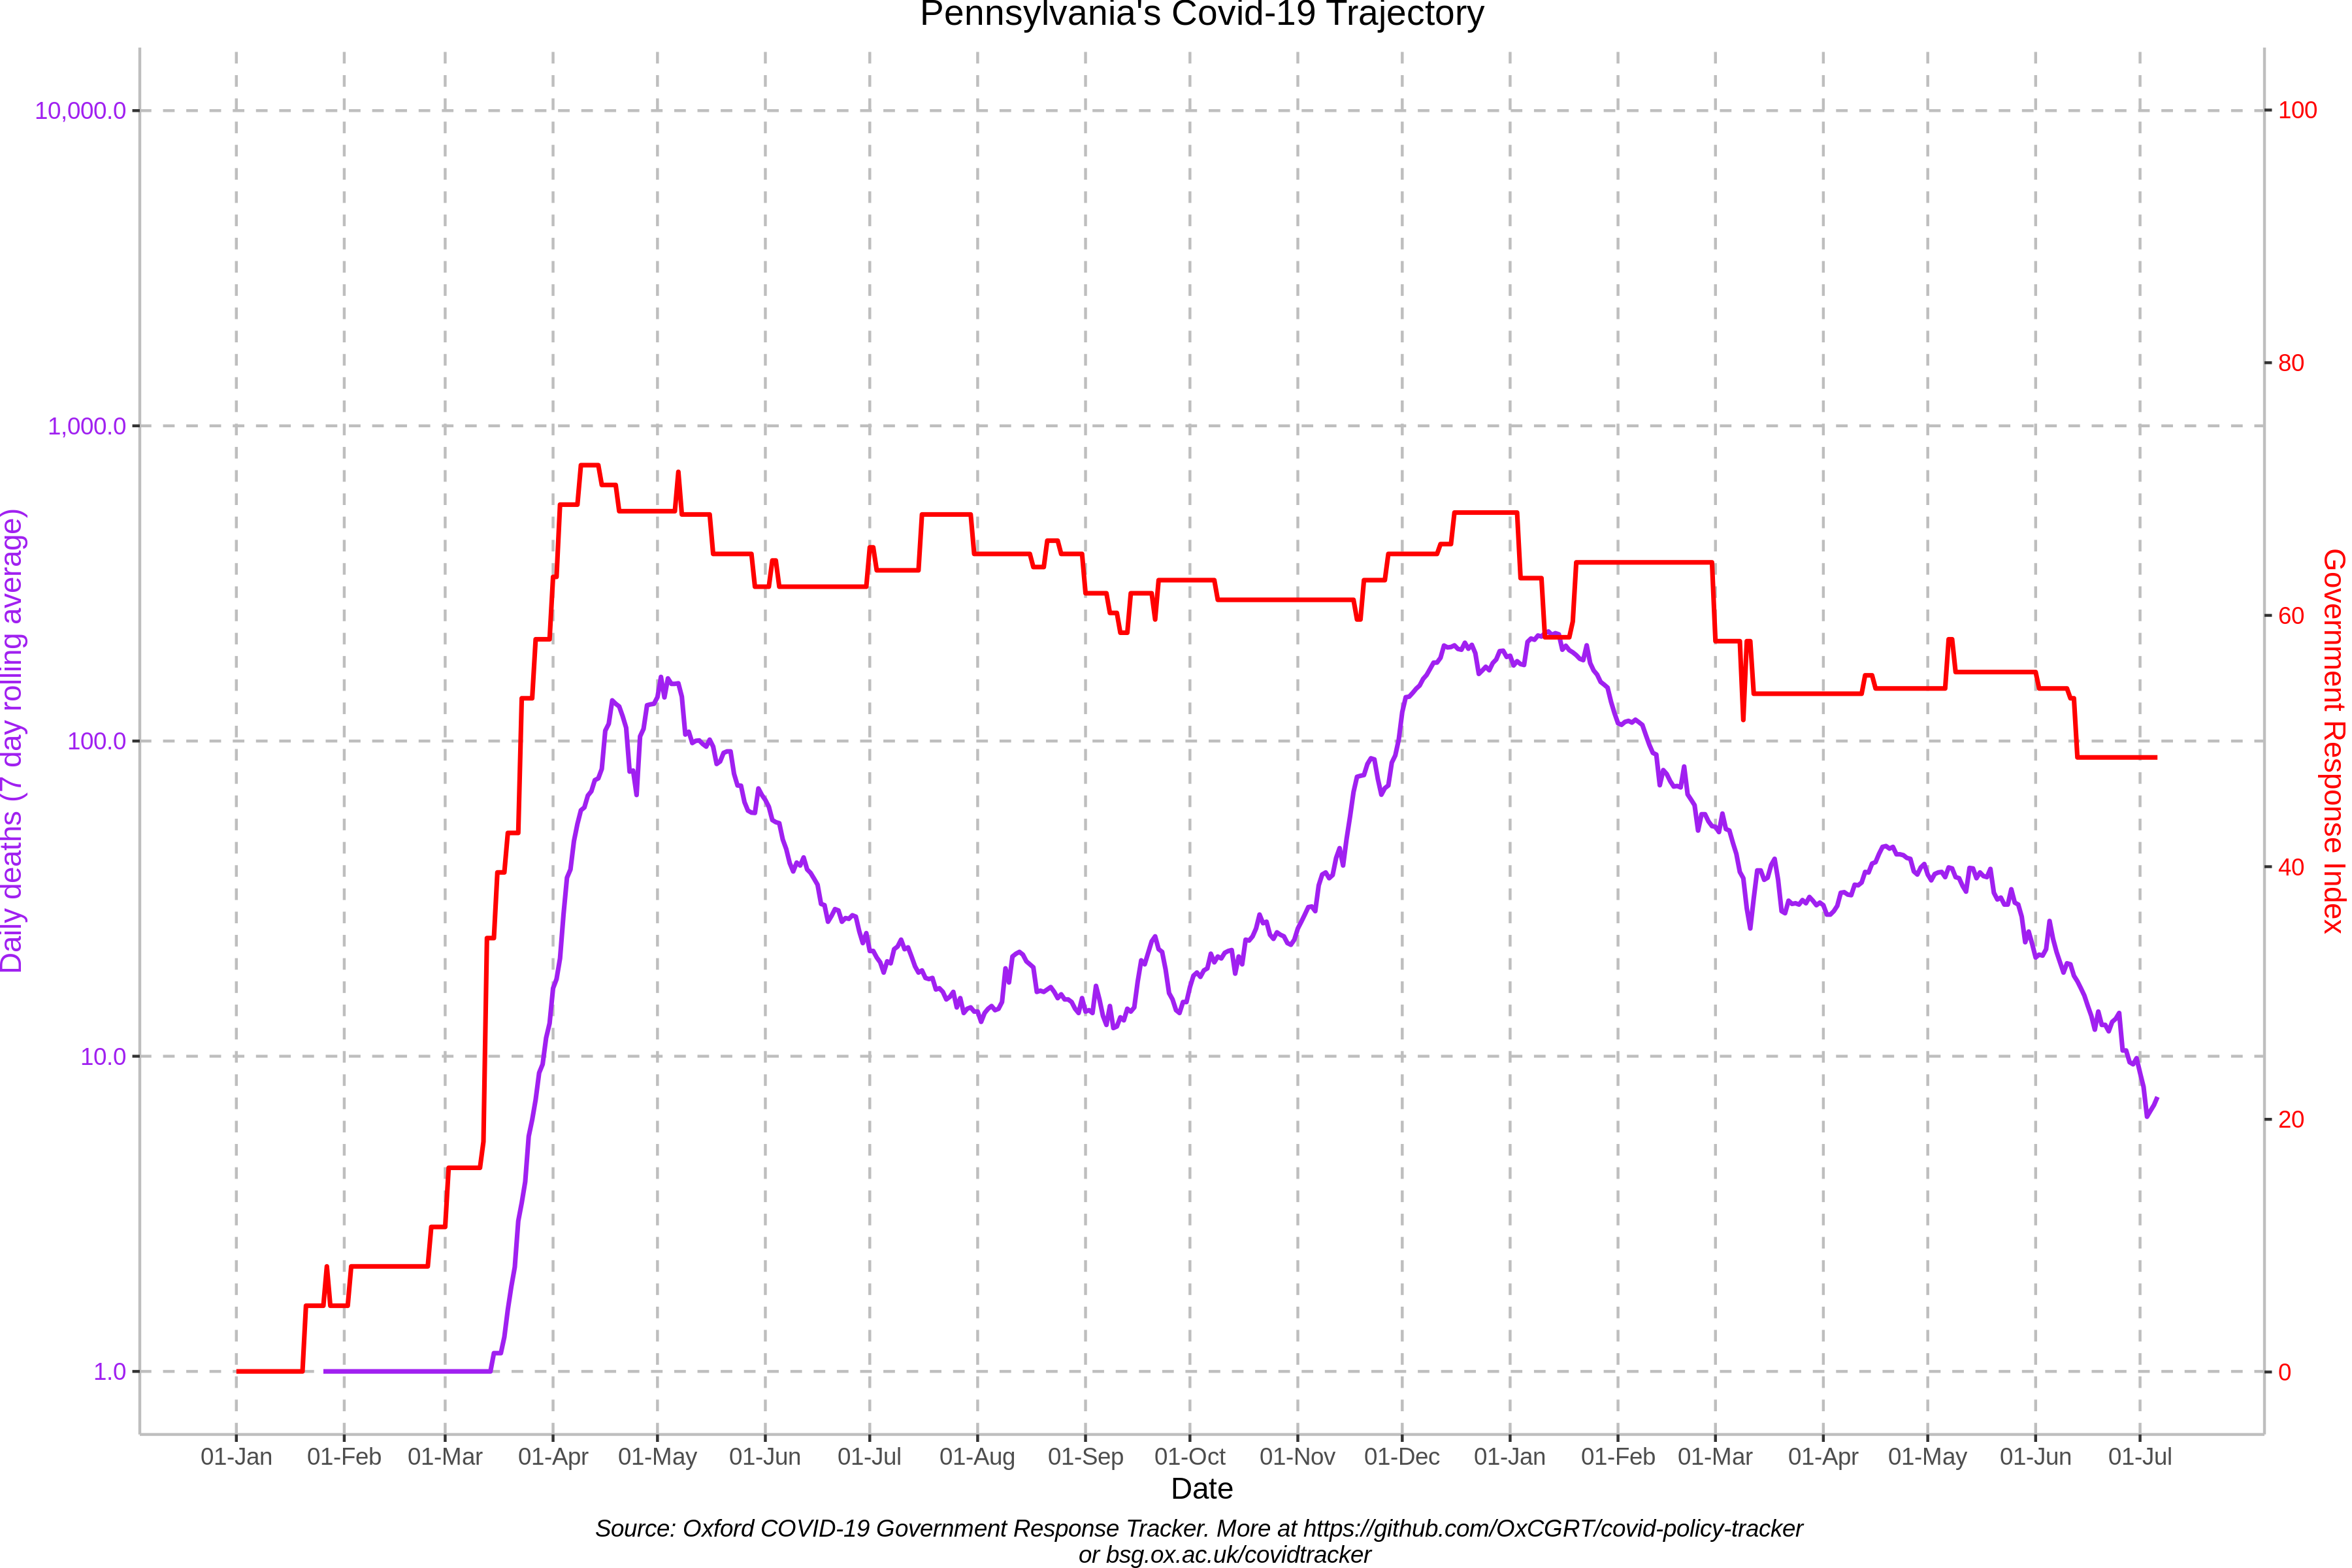 Pennsylvania's Covid-19 Trajectory
10,000.0
1,000.0
100.0
10.0
1.0
Daily deaths (7 day rolling average)
100
80
60
40
20
0
Government Response Index
01-Jan 01-Feb 01-Mar 01-Apr 01-May 01-Jun 01-Jul 01-Aug 01-Sep 01-Oct 01-Nov 01-Dec 01-Jan 01-Feb 01-Mar 01-Apr 01-May 01-Jun 01-Jul
Date
Source: Oxford COVID-19 Government Response Tracker. More at https://github.com/OxCGRT/covid-policy-tracker
or bsg.ox.ac.uk/covidtracker